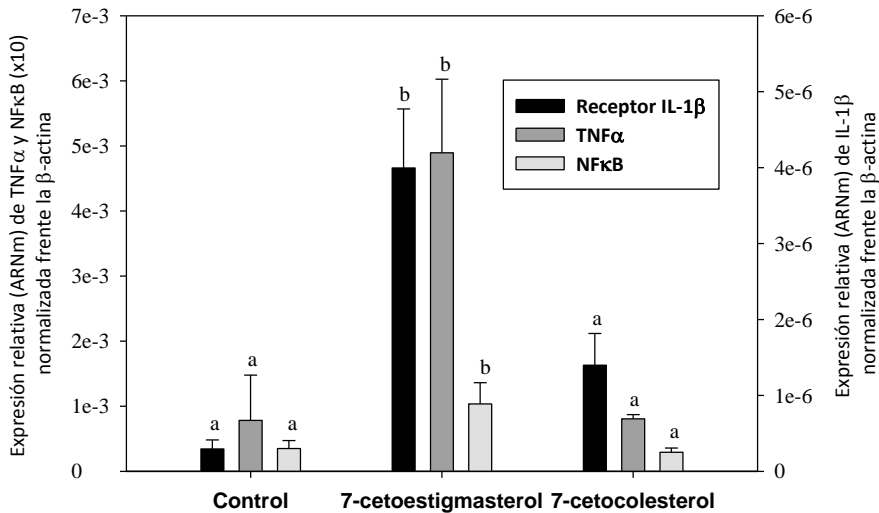 Expresión relativa (ARNm) de TNFα y NFκB (x10)
normalizada frente la β-actina
7e-3
6e-3
5e-3
4e-3
3e-3
2e-3
1e-3
0
a
a
a
b
b
b
a
a
a
Receptor IL-1β
TNFα
NFκB
6e-6
5e-6
4e-6
3e-6
2e-6
1e-6
0
Expresión relativa (ARNm) de IL-1β
normalizada frente la β-actina
Control
7-cetoestigmasterol
7-cetocolesterol